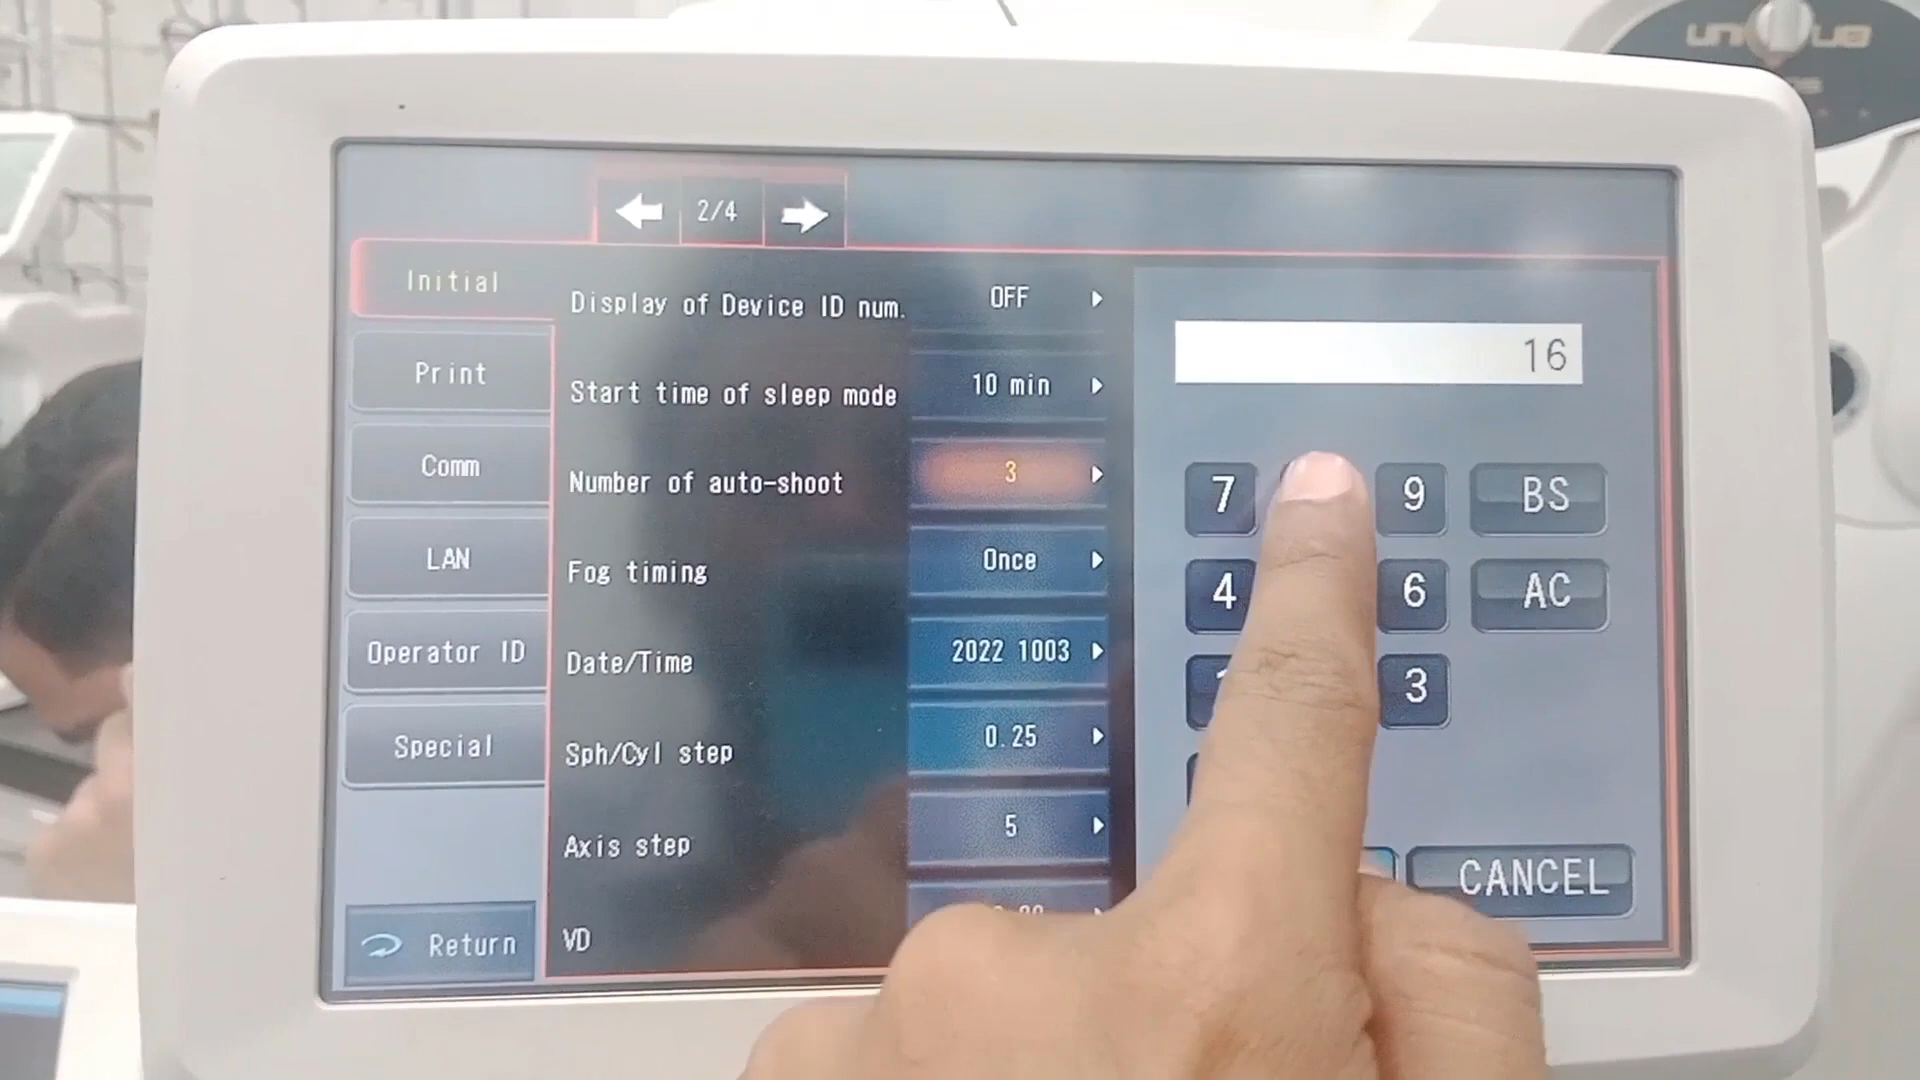 2/4
Initial
Print
Comm
LAN
Operator ID
Special
Return
Display of Device ID num. OFF
Start time of sleep mode 10 min
Number of auto-shoot 3
Fog timing Once
Date/Time 2022 1003
Sph/Cyl step 0.25
Axis step 5
VD
16
7 9 BS
4 6 AC
3
CANCEL